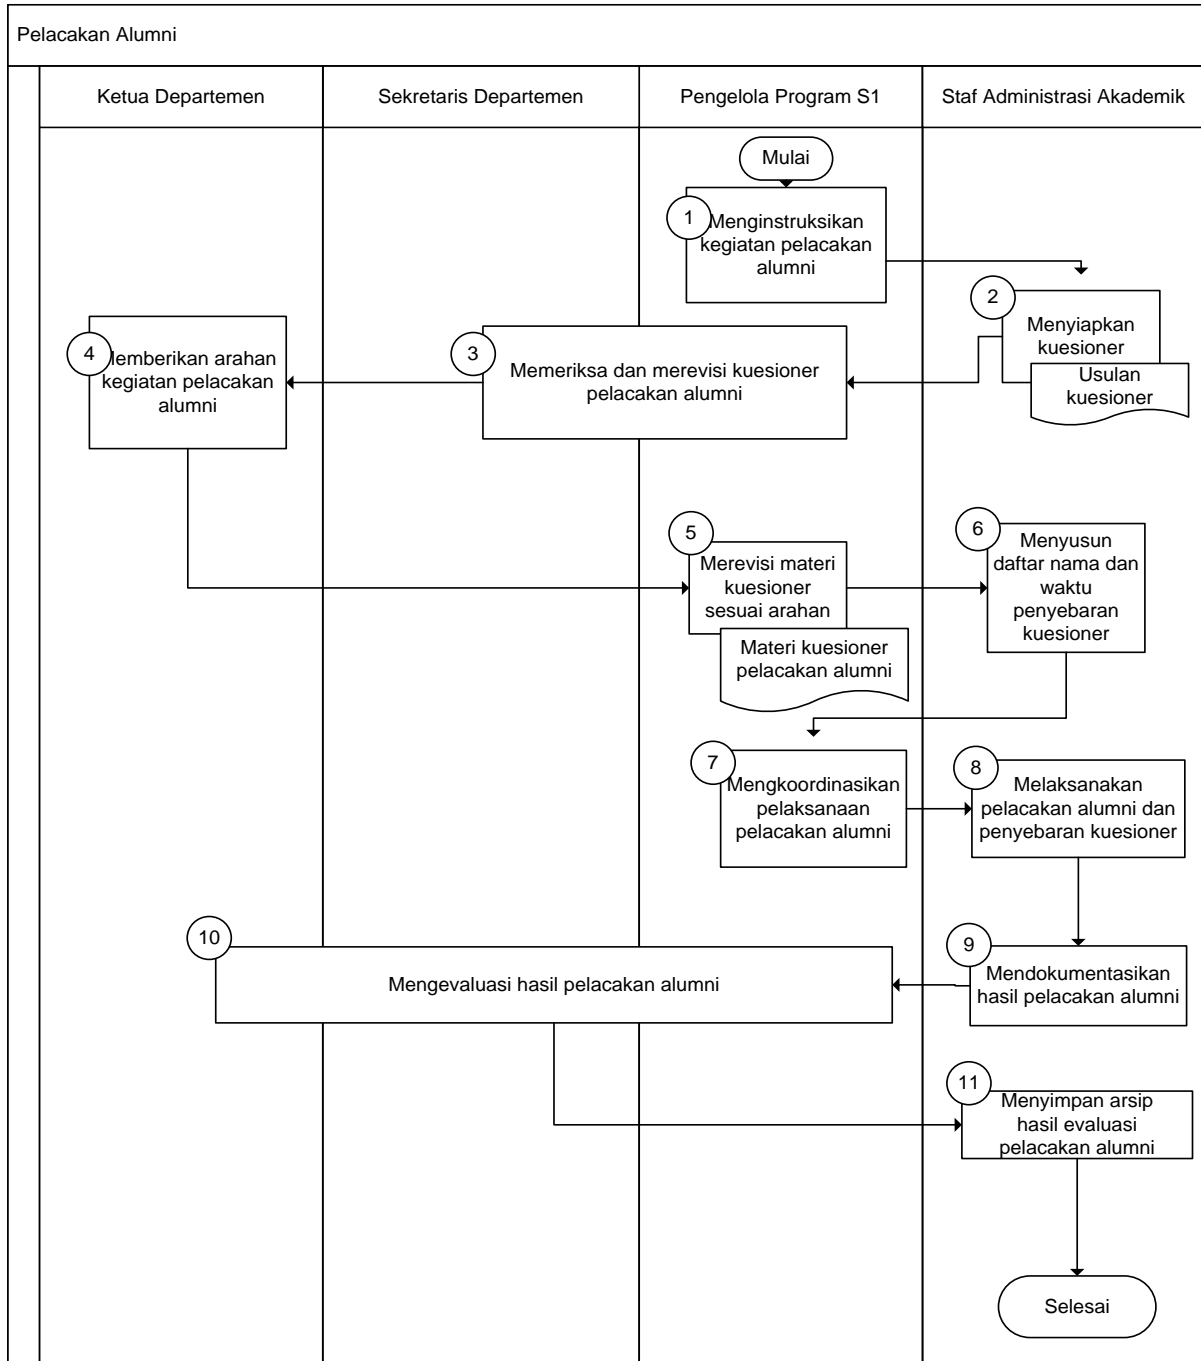 Pelacakan Alumni
Ketua Departemen
Sekretaris Departemen
Pengelola Program S1
Staf Administrasi Akademik
Mulai
1
Menginstruksikan
kegiatan pelacakan
alumni
2
Menyiapkan
kuesioner
Usulan
kuesioner
3
Memeriksa dan merevisi kuesioner
pelacakan alumni
4
Memberikan arahan
kegiatan pelacakan
alumni
5
Merevisi materi
kuesioner
sesuai arahan
Materi kuesioner
pelacakan alumni
6
Menyusun
daftar nama dan
waktu
penyebaran
kuesioner
7
Mengkoordinasikan
pelaksanaan
pelacakan alumni
8
Melaksanakan
pelacakan alumni dan
penyebaran kuesioner
9
Mendokumentasikan
hasil pelacakan alumni
10
Mengevaluasi hasil pelacakan alumni
11
Menyimpan arsip
hasil evaluasi
pelacakan alumni
Selesai